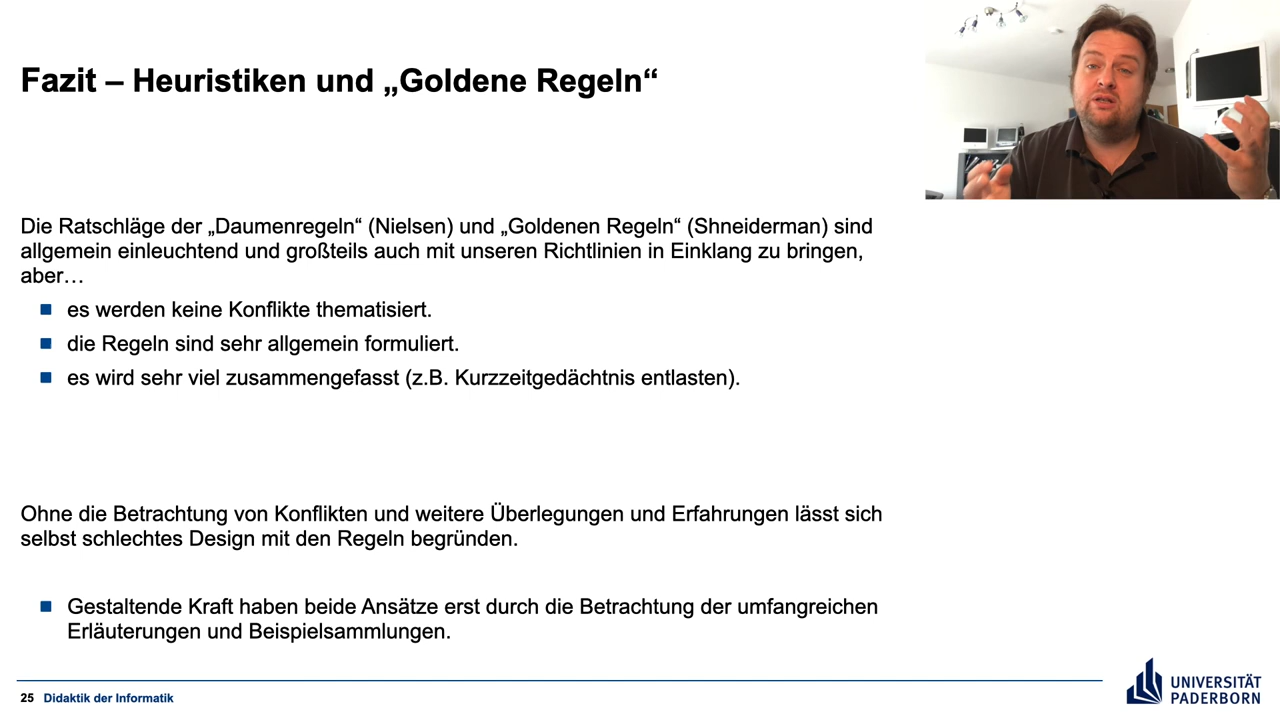 Fazit – Heuristiken und „Goldene Regeln“
Die Ratschläge der „Daumenregeln“ (Nielsen) und „Goldenen Regeln“ (Shneiderman) sind
allgemein einleuchtend und großteils auch mit unseren Richtlinien in Einklang zu bringen,
aber…
es werden keine Konflikte thematisiert.
die Regeln sind sehr allgemein formuliert.
es wird sehr viel zusammengefasst (z.B. Kurzzeitgedächtnis entlasten).
Ohne die Betrachtung von Konflikten und weitere Überlegungen und Erfahrungen lässt sich
selbst schlechtes Design mit den Regeln begründen.
Gestaltende Kraft haben beide Ansätze erst durch die Betrachtung der umfangreichen
Erläuterungen und Beispielsammlungen.
25 Didaktik der Informatik
UNIVERSITÄT
PADERBORN